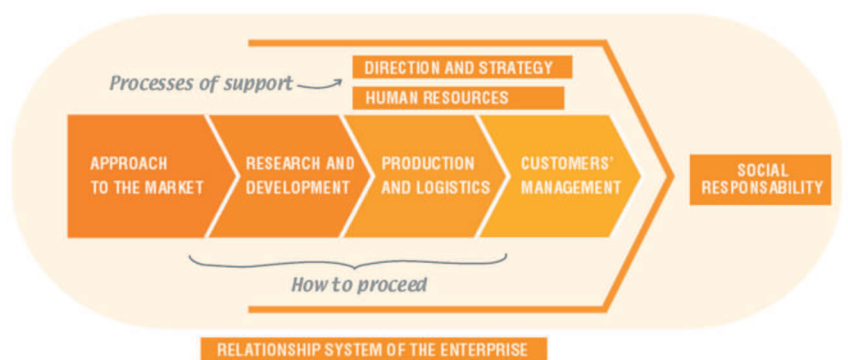 Processes of support
DIRECTION AND STRATEGY
HUMAN RESOURCES
APPROACH
TO THE MARKET
RESEARCH AND
DEVELOPMENT
PRODUCTION
AND LOGISTICS
CUSTOMERS'
MANAGEMENT
SOCIAL
RESPONSABILITY
How to proceed
RELATIONSHIP SYSTEM OF THE ENTERPRISE